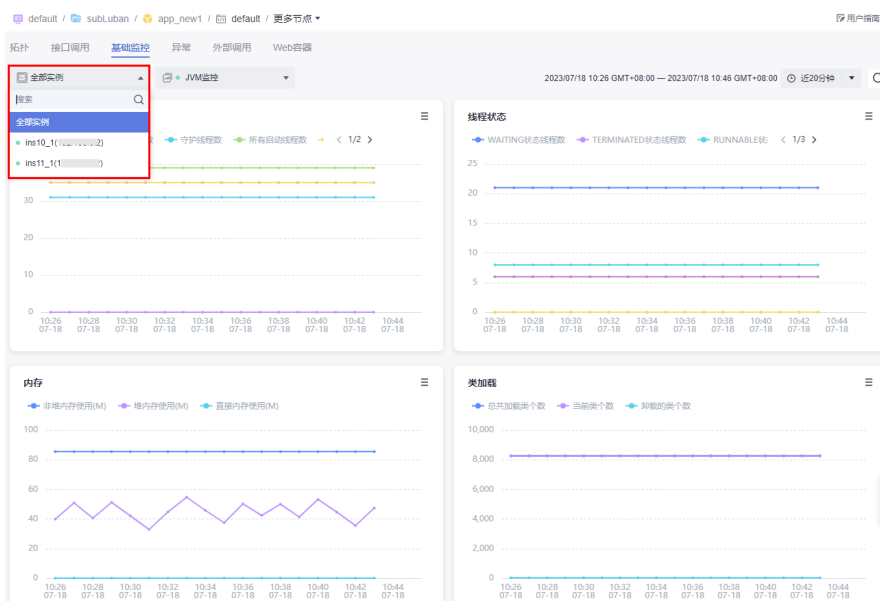 default / subLuban / app_new1 / default / 更多节点
用户指南
拓扑 接口调用 基础监控 异常 外部调用 Web容器
全部实例
JVM监控
2023/07/18 10:26 GMT+08:00 — 2023/07/18 10:46 GMT+08:00 近20分钟
搜索
全部实例
ins10_1(
2)
ins11_1(1
)
守护线程数 所有启动线程数 1/2
30
20
10
0
10:26 10:28 10:30 10:32 10:34 10:36 10:38 10:40 10:42 10:44
07-18 07-18 07-18 07-18 07-18 07-18 07-18 07-18 07-18 07-18
线程状态
WAITING状态线程数 TERMINATED状态线程数 RUNNABLE状 1/3
25
20
15
10
5
0
10:26 10:28 10:30 10:32 10:34 10:36 10:38 10:40 10:42 10:44
07-18 07-18 07-18 07-18 07-18 07-18 07-18 07-18 07-18 07-18
内存
非堆内存使用(M) 堆内存使用(M) 直接内存使用(M)
100
80
60
40
20
0
10:26 10:28 10:30 10:32 10:34 10:36 10:38 10:40 10:42 10:44
07-18 07-18 07-18 07-18 07-18 07-18 07-18 07-18 07-18 07-18
类加载
总共加载类个数 当前类个数 卸载的类个数
10,000
8,000
6,000
4,000
2,000
0
10:26 10:28 10:30 10:32 10:34 10:36 10:38 10:40 10:42 10:44
07-18 07-18 07-18 07-18 07-18 07-18 07-18 07-18 07-18 07-18